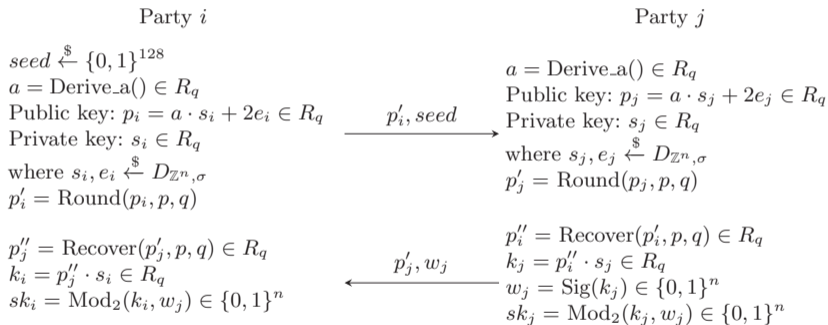 Party i
seed $← {0, 1}^128
a = Derive_a() ∈ R_q
Public key: p_i = a · s_i + 2e_i ∈ R_q
Private key: s_i ∈ R_q
where s_i, e_i $← D_{ℤ^n,σ}
p'_i = Round(p_i, p, q)
p'_i, seed
Party j
a = Derive_a() ∈ R_q
Public key: p_j = a · s_j + 2e_j ∈ R_q
Private key: s_j ∈ R_q
where s_j, e_j $← D_{ℤ^n,σ}
p'_j = Round(p_j, p, q)
p''_j = Recover(p'_j, p, q) ∈ R_q
k_i = p''_j · s_i ∈ R_q
sk_i = Mod_2(k_i, w_j) ∈ {0, 1}^n
p'_j, w_j
p''_i = Recover(p'_i, p, q) ∈ R_q
k_j = p''_i · s_j ∈ R_q
w_j = Sig(k_j) ∈ {0, 1}^n
sk_j = Mod_2(k_j, w_j) ∈ {0, 1}^n